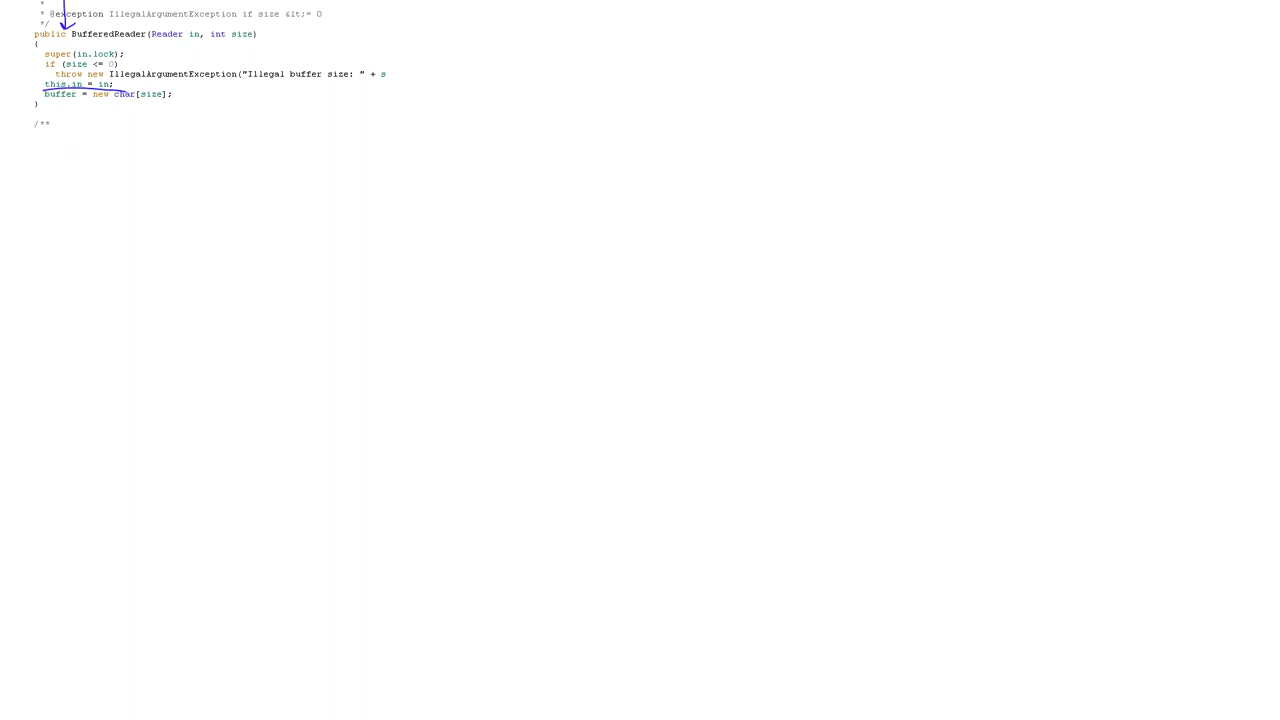 *
* @exception IllegalArgumentException if size &lt;= 0
*/
public BufferedReader(Reader in, int size)
{
super(in.lock);
if (size <= 0)
throw new IllegalArgumentException("Illegal buffer size: " + s
this.in = in;
buffer = new char[size];
}
/**